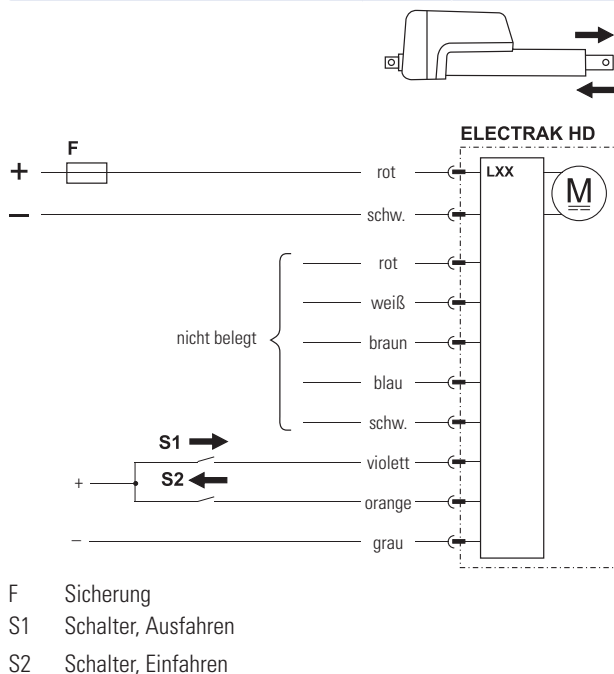 ELECTRAK HD
F
+ rot LXX M
– schw.
rot
weiß
nicht belegt braun
blau
schw.
S1 violett
+ S2
orange
– grau
F Sicherung
S1 Schalter, Ausfahren
S2 Schalter, Einfahren